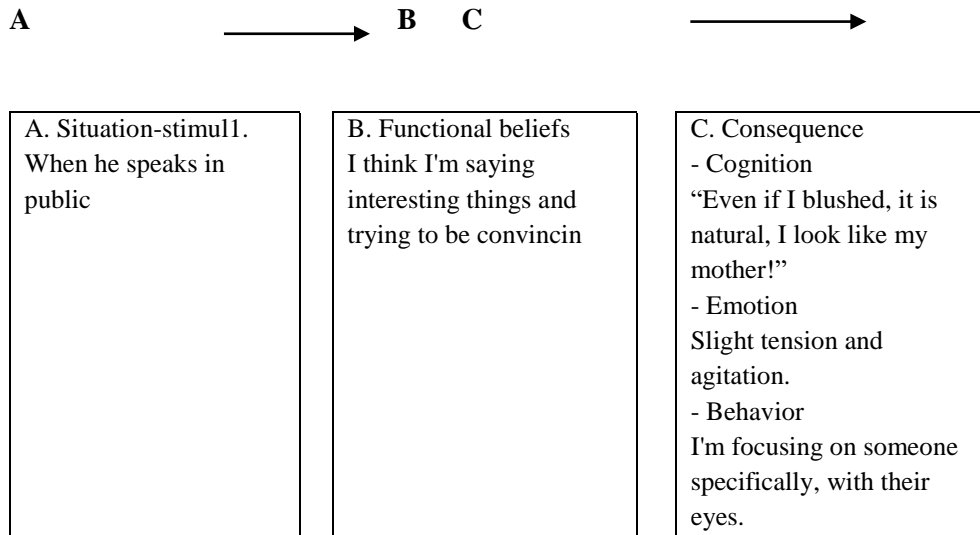 A
B C
A. Situation-stimul1.
When he speaks in
public
B. Functional beliefs
I think I'm saying
interesting things and
trying to be convincin
C. Consequence
- Cognition
“Even if I blushed, it is
natural, I look like my
mother!”
- Emotion
Slight tension and
agitation.
- Behavior
I'm focusing on someone
specifically, with their
eyes.